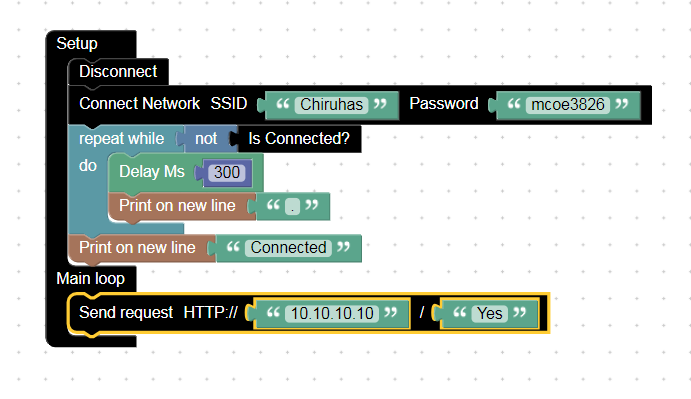 Setup
Disconnect
Connect Network SSID “ Chiruhas ” Password “ mcoe3826 ”
repeat while not Is Connected?
do Delay Ms 300
Print on new line “ . ”
Print on new line “ Connected ”
Main loop
Send request HTTP:// “ 10.10.10.10 ” / “ Yes ”